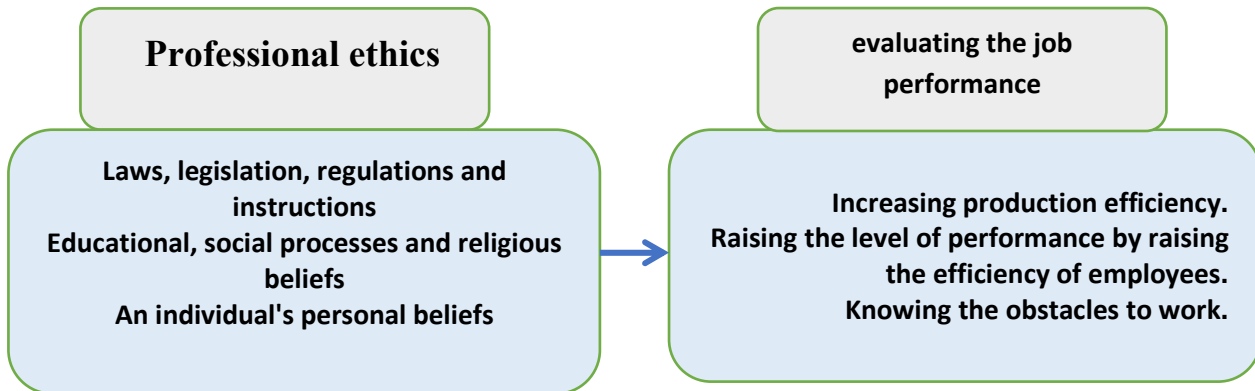 Professional ethics
Laws, legislation, regulations and
instructions
Educational, social processes and religious
beliefs
An individual's personal beliefs
evaluating the job
performance
Increasing production efficiency.
Raising the level of performance by raising
the efficiency of employees.
Knowing the obstacles to work.